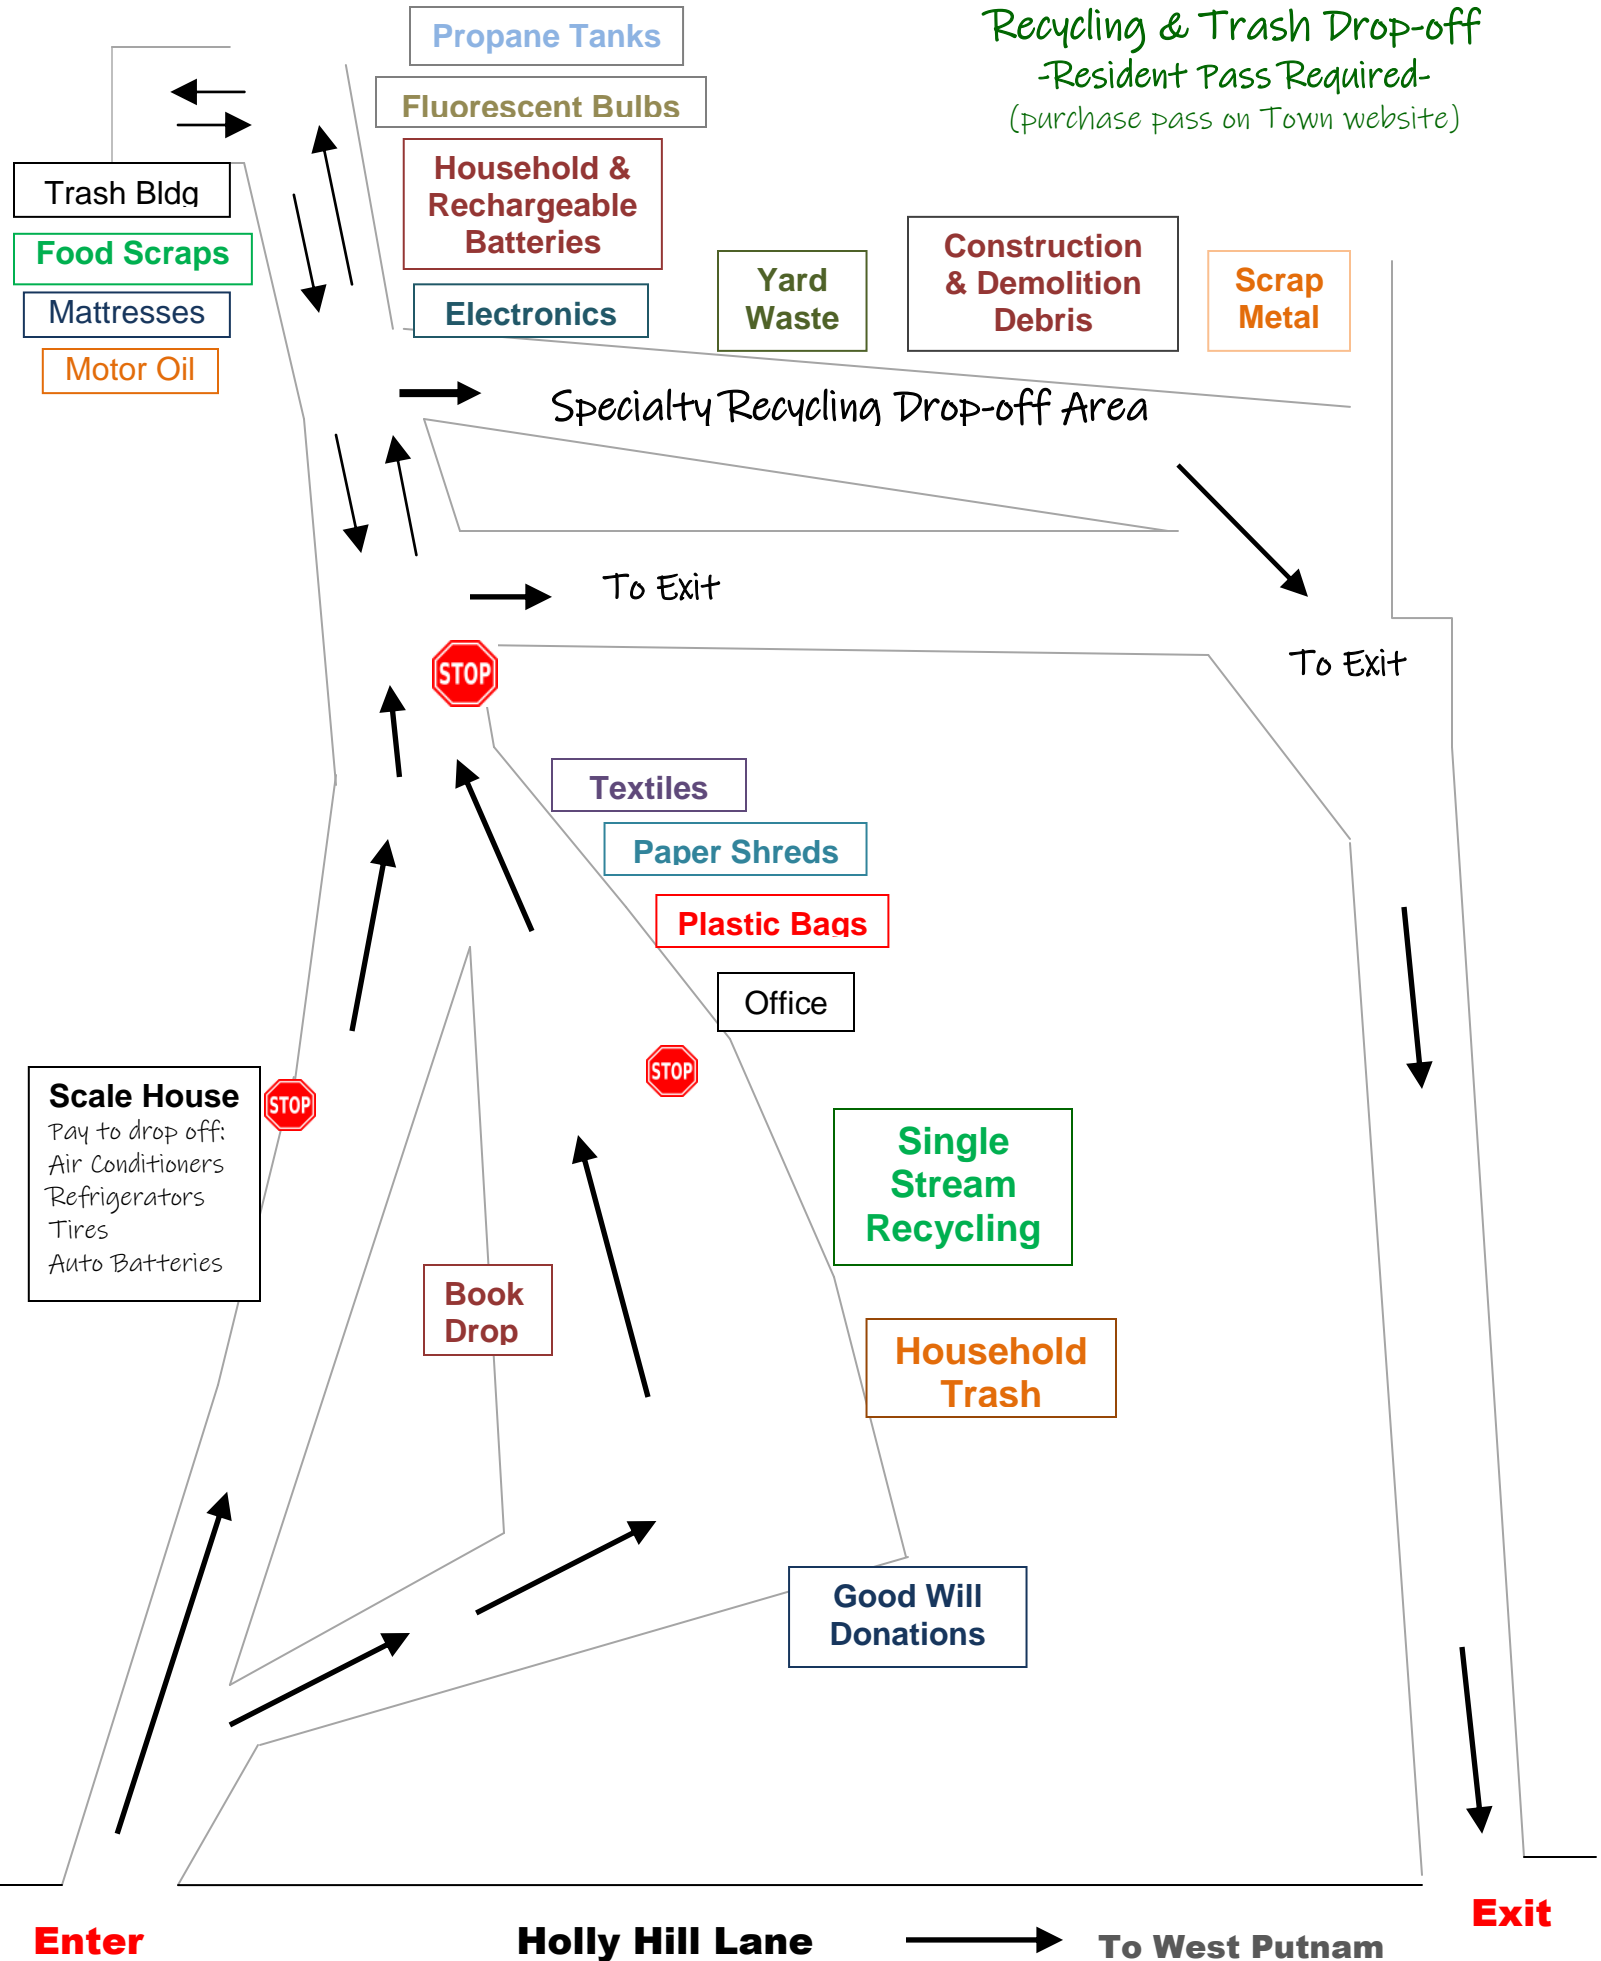 Recycling & Trash Drop-off
-Resident Pass Required-
(purchase pass on Town website)
Propane Tanks
Fluorescent Bulbs
Household &
Rechargeable
Batteries
Electronics
Trash Bldg
Food Scraps
Mattresses
Motor Oil
Yard
Waste
Construction
& Demolition
Debris
Scrap
Metal
Specialty Recycling Drop-off Area
To Exit
To Exit
STOP
Textiles
Paper Shreds
Plastic Bags
Office
STOP
STOP
Scale House
Pay to drop off:
Air Conditioners
Refrigerators
Tires
Auto Batteries
Single
Stream
Recycling
Book
Drop
Household
Trash
Good Will
Donations
Enter
Holly Hill Lane
To West Putnam
Exit